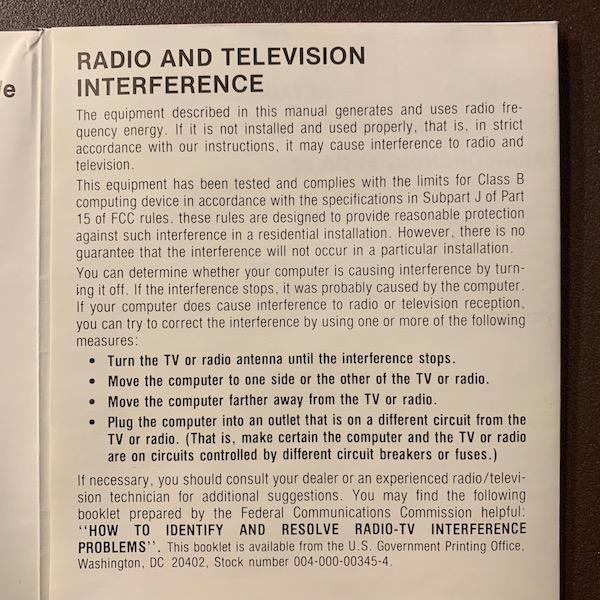 RADIO AND TELEVISION
INTERFERENCE
The equipment described in this manual generates and uses radio fre-
quency energy. If it is not installed and used properly, that is, in strict
accordance with our instructions, it may cause interference to radio and
television.
This equipment has been tested and complies with the limits for Class B
computing device in accordance with the specifications in Subpart J of Part
15 of FCC rules. these rules are designed to provide reasonable protection
against such interference in a residential installation. However, there is no
guarantee that the interference will not occur in a particular installation.
You can determine whether your computer is causing interference by turn-
ing it off. If the interference stops, it was probably caused by the computer.
If your computer does cause interference to radio or television reception,
you can try to correct the interference by using one or more of the following
measures:
• Turn the TV or radio antenna until the interference stops.
• Move the computer to one side or the other of the TV or radio.
• Move the computer farther away from the TV or radio.
• Plug the computer into an outlet that is on a different circuit from the
TV or radio. (That is, make certain the computer and the TV or radio
are on circuits controlled by different circuit breakers or fuses.)
If necessary, you should consult your dealer or an experienced radio/televi-
sion technician for additional suggestions. You may find the following
booklet prepared by the Federal Communications Commission helpful:
''HOW TO IDENTIFY AND RESOLVE RADIO-TV INTERFERENCE
PROBLEMS''. This booklet is available from the U.S. Government Printing Office,
Washington, DC 20402, Stock number 004-000-00345-4.